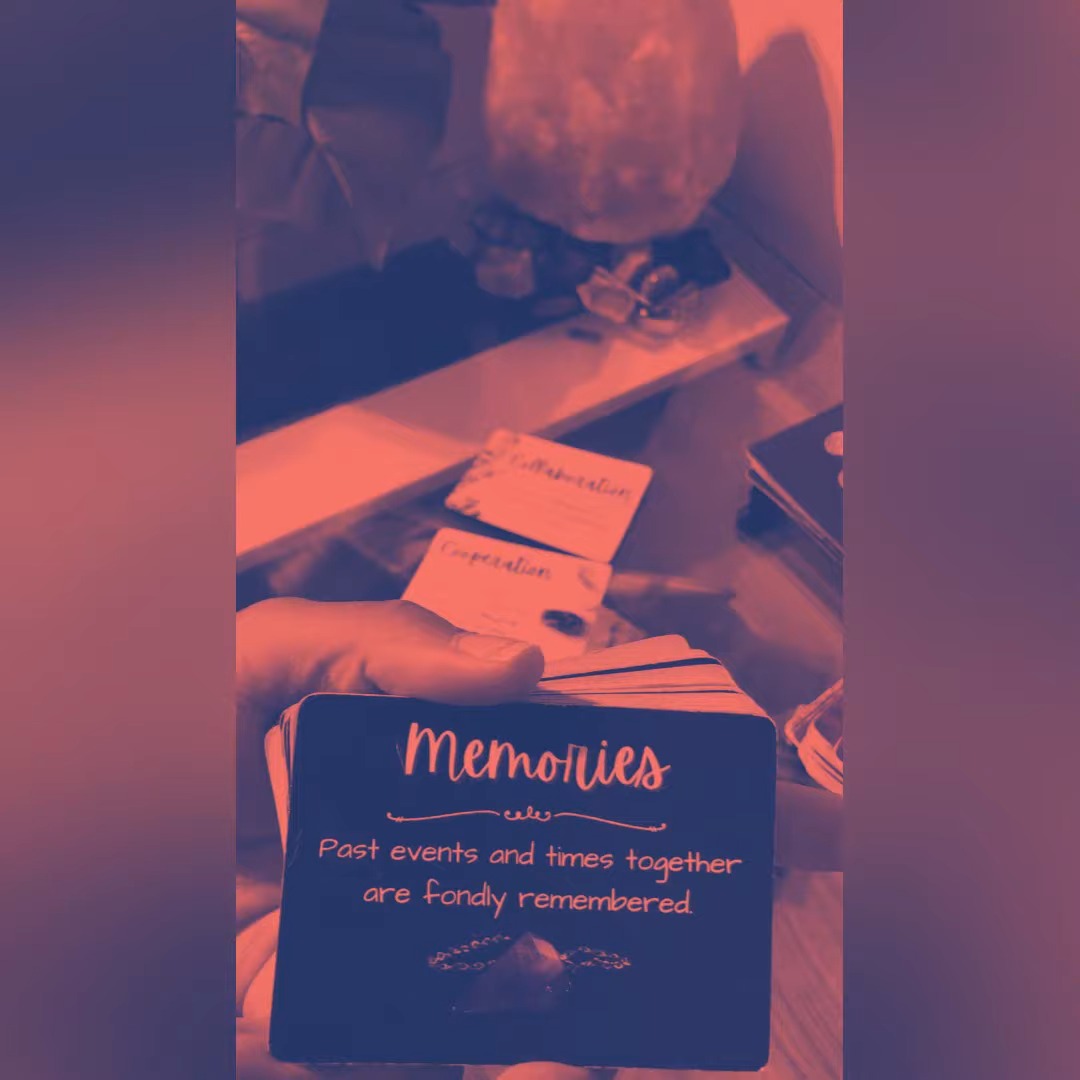 Collaboration
Cooperation
Memories
Past events and times together
are fondly remembered.